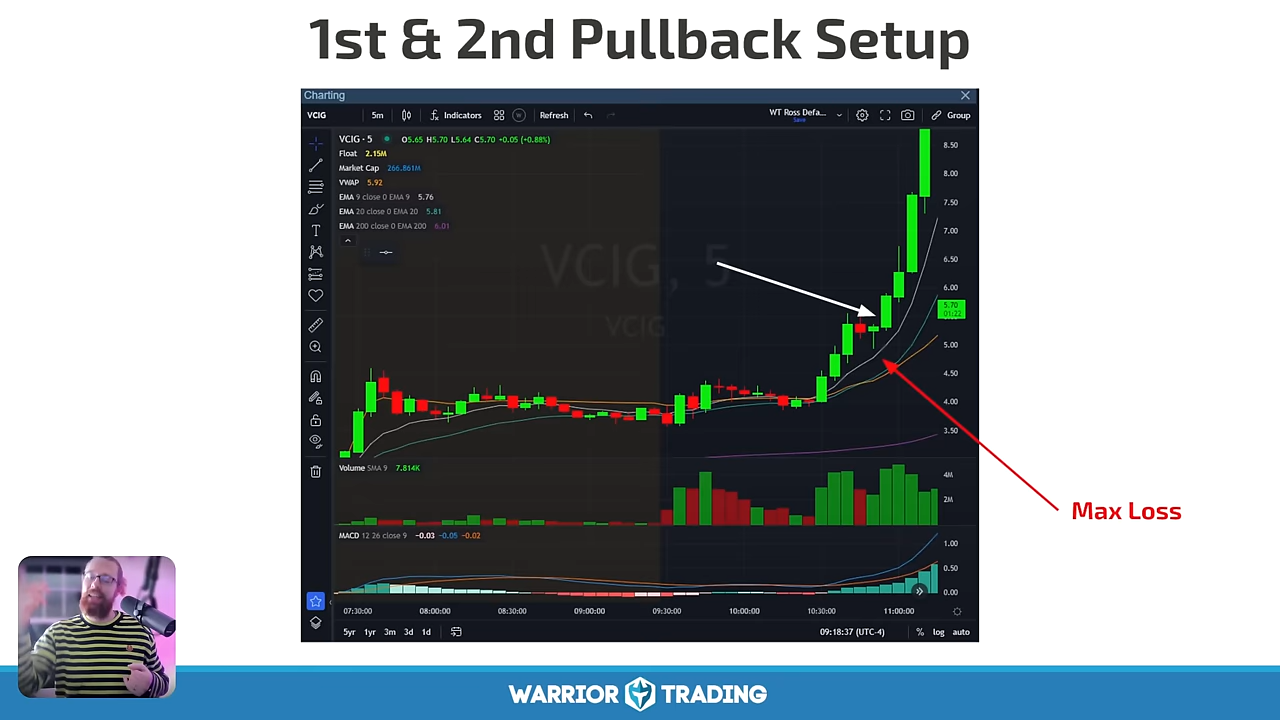 1st & 2nd Pullback Setup
Charting
VCIG 5m Indicators Refresh WT Ross Defa... Save Group
VCIG · 5 O5.65 H5.70 L5.64 C5.70 +0.05 (+0.88%)
Float 2.15M
Market Cap 266.861M
VWAP 5.92
EMA 9 close 0 EMA 9 5.76
EMA 20 close 0 EMA 20 5.81
EMA 200 close 0 EMA 200 6.01
VCIG, 5
VCIG
8.50
8.00
7.50
7.00
6.50
6.00
5.70
01:22
5.00
4.50
4.00
3.50
Max Loss
Volume SMA 9 7.814K
4M
2M
MACD 12 26 close 9 −0.03 −0.05 −0.02
1.00
0.50
0.00
07:30:00 08:00:00 08:30:00 09:00:00 09:30:00 10:00:00 10:30:00 11:00:00
5yr 1yr 3m 3d 1d 09:18:37 (UTC-4) % log auto
WARRIOR TRADING